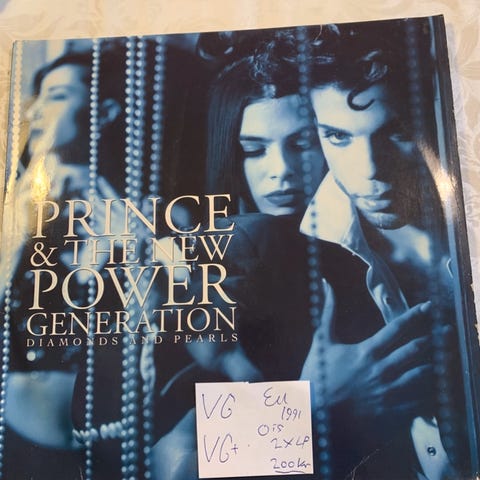 PRINCE
& THE NEW
POWER
GENERATION
DIAMONDS AND PEARLS
VG EU
1991
OiS
VG+. 2XLP
200kr